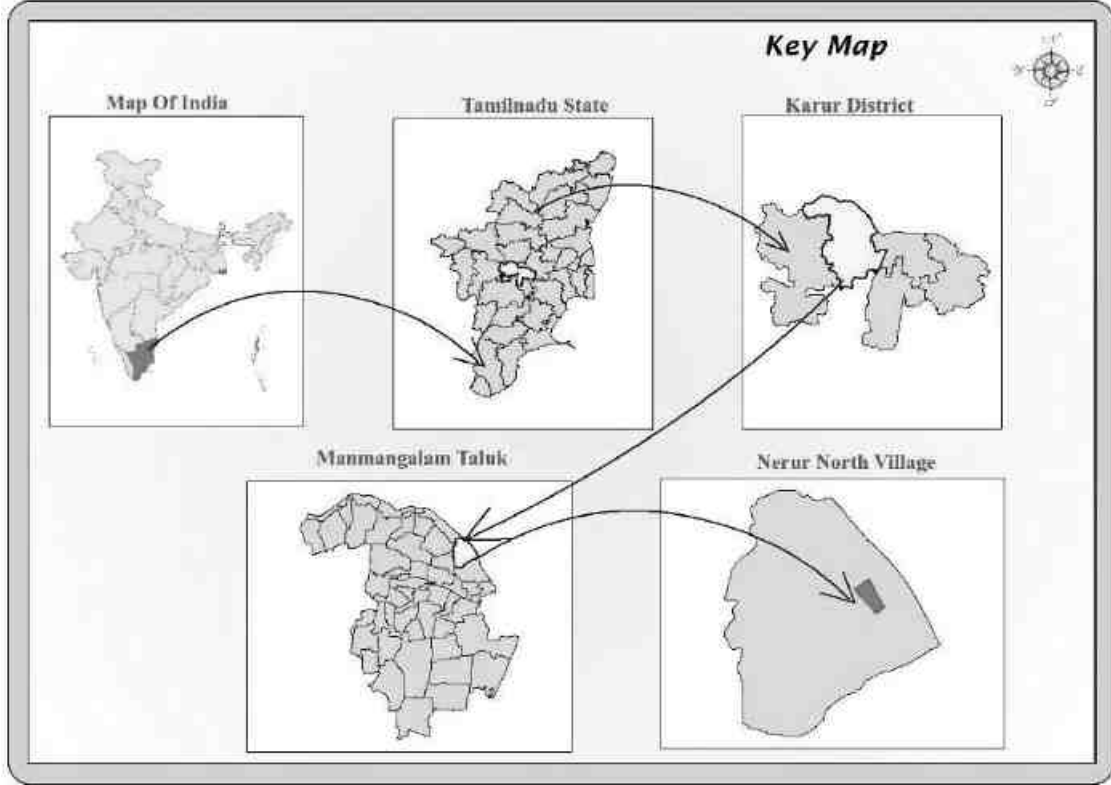 Key Map
Map Of India
Tamilnadu State
Karur District
Manmangalam Taluk
Nerur North Village